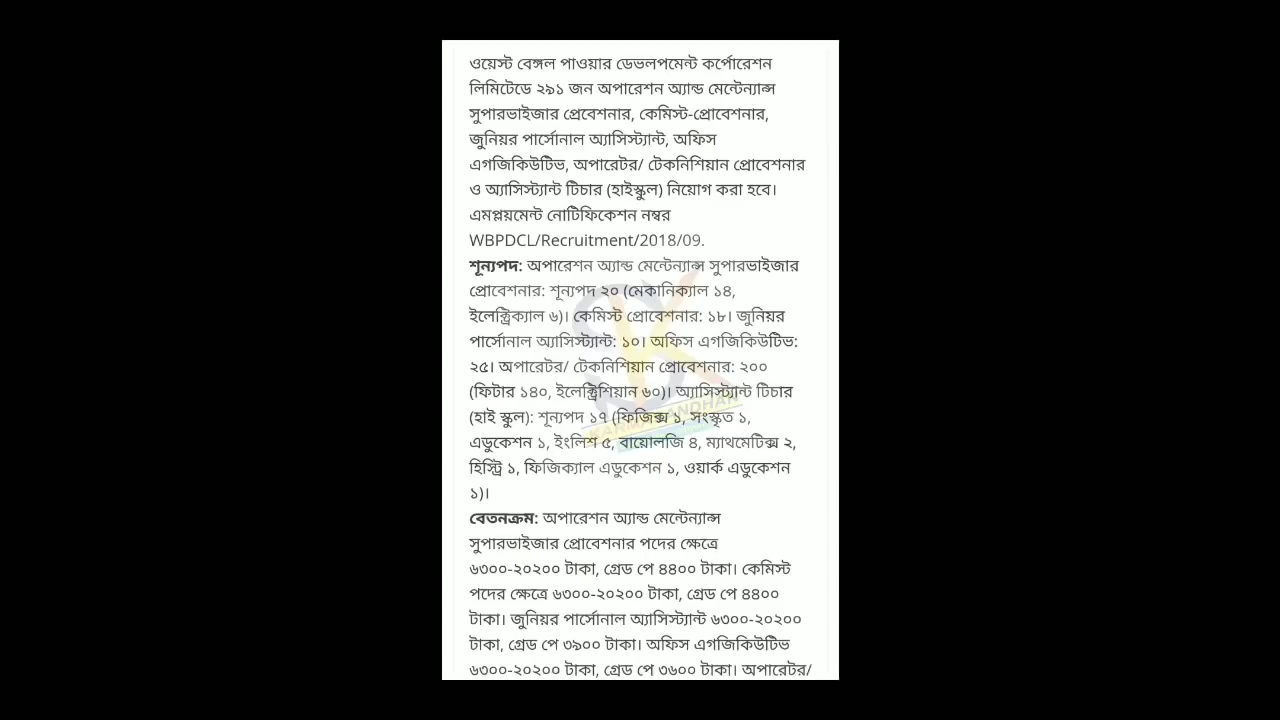 ওয়েস্ট বেঙ্গল পাওয়ার ডেভলপমেন্ট কর্পোরেশন
লিমিটেডে ২৯১ জন অপারেশন অ্যান্ড মেন্টেন্যান্স
সুপারভাইজার প্রেবেশনার, কেমিস্ট-প্রোবেশনার,
জুনিয়র পার্সোনাল অ্যাসিস্ট্যান্ট, অফিস
এগজিকিউটিভ, অপারেটর/ টেকনিশিয়ান প্রোবেশনার
ও অ্যাসিস্ট্যান্ট টিচার (হাইস্কুল) নিয়োগ করা হবে।
এমপ্লয়মেন্ট নোটিফিকেশন নম্বর
WBPDCL/Recruitment/2018/09.
শূন্যপদ: অপারেশন অ্যান্ড মেন্টেন্যান্স সুপারভাইজার
প্রোবেশনার: শূন্যপদ ২০ (মেকানিক্যাল ১৪,
ইলেক্ট্রিক্যাল ৬)। কেমিস্ট প্রোবেশনার: ১৮। জুনিয়র
পার্সোনাল অ্যাসিস্ট্যান্ট: ১০। অফিস এগজিকিউটিভ:
২৫। অপারেটর/ টেকনিশিয়ান প্রোবেশনার: ২০০
(ফিটার ১৪০, ইলেক্ট্রিশিয়ান ৬০)। অ্যাসিস্ট্যান্ট টিচার
(হাই স্কুল): শূন্যপদ ১৭ (ফিজিক্স ১, সংস্কৃত ১,
এডুকেশন ১, ইংলিশ ৫, বায়োলজি ৪, ম্যাথমেটিক্স ২,
হিস্ট্রি ১, ফিজিক্যাল এডুকেশন ১, ওয়ার্ক এডুকেশন
১)।
বেতনক্রম: অপারেশন অ্যান্ড মেন্টেন্যান্স
সুপারভাইজার প্রোবেশনার পদের ক্ষেত্রে
৬৩০০-২০২০০ টাকা, গ্রেড পে ৪৪০০ টাকা। কেমিস্ট
পদের ক্ষেত্রে ৬৩০০-২০২০০ টাকা, গ্রেড পে ৪৪০০
টাকা। জুনিয়র পার্সোনাল অ্যাসিস্ট্যান্ট ৬৩০০-২০২০০
টাকা, গ্রেড পে ৩৯০০ টাকা। অফিস এগজিকিউটিভ
৬৩০০-২০২০০ টাকা, গ্রেড পে ৩৬০০ টাকা। অপারেটর/